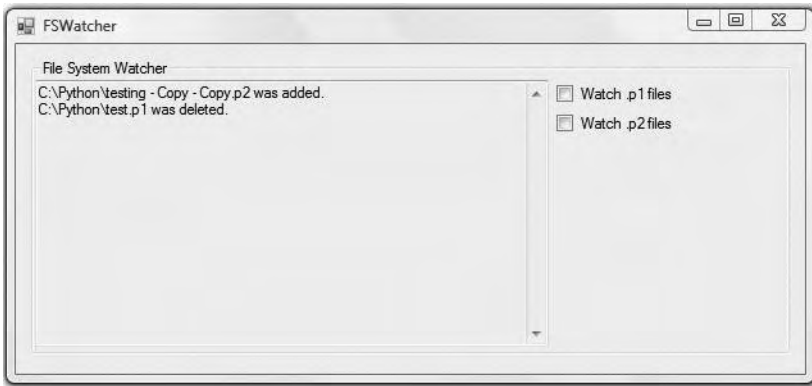 FSWatcher
File System Watcher
C:\Python\testing - Copy - Copy.p2 was added.
C:\Python\test.p1 was deleted.
Watch .p1 files
Watch .p2 files